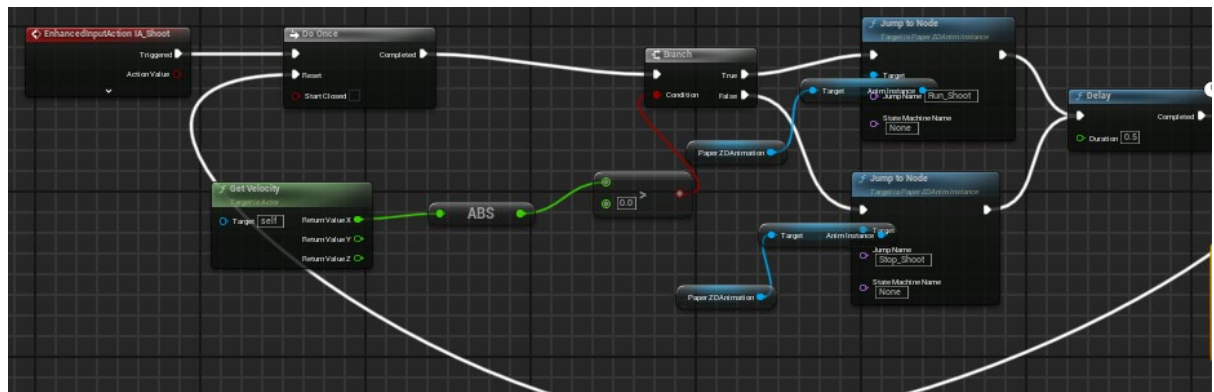 EnhancedInputAction IA_Shoot
Triggered
Action Value
Do Once
Completed
Reset
Start Closed
Branch
True
Condition
False
Jump to Node
Target is Paper ZDAnim Instance
Target
Target Anim Instance
Jump Name Run_Shoot
State Machine Name
None
Delay
Completed
Duration 0.5
Paper ZDAnimation
Get Velocity
Target is Actor
Target self
Return Value X
Return Value Y
Return Value Z
ABS
0.0 >
Jump to Node
Target is Paper ZDAnim Instance
Target
Target Anim Instance
Jump Name
Stop_Shoot
State Machine Name
None
Paper ZDAnimation